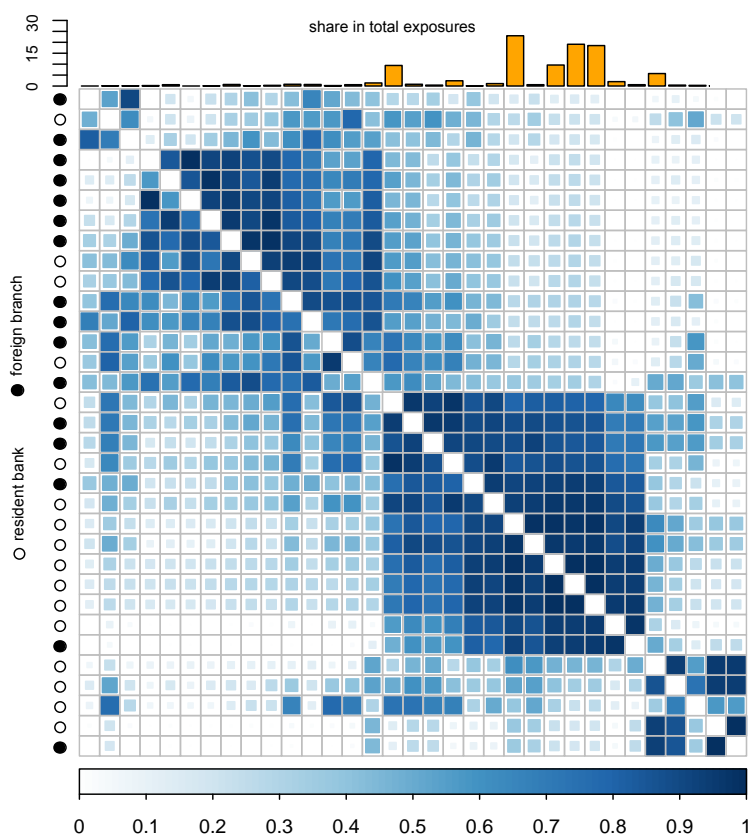 share in total exposures
30
15
0
foreign branch
resident bank
0 0.1 0.2 0.3 0.4 0.5 0.6 0.7 0.8 0.9 1